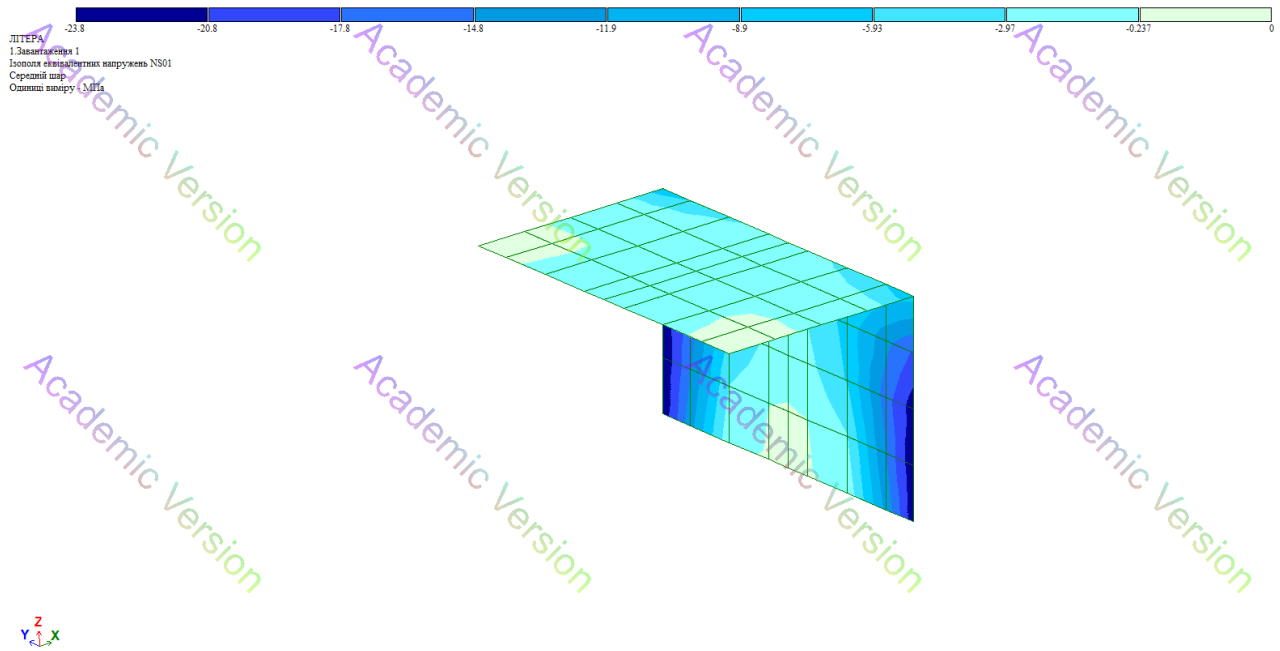 -23.8 -20.8 -17.8 -14.8 -11.9 -8.9 -5.93 -2.97 -0.237 0
ЛІТЕРА
1.Завантаження 1
Ізополя еквівалентних напружень NS01
Середній шар
Одиниці виміру - МПа
Academic Version Academic Version Academic Version Academic Version
Academic Version Academic Version Academic Version Academic Version
Z
Y X